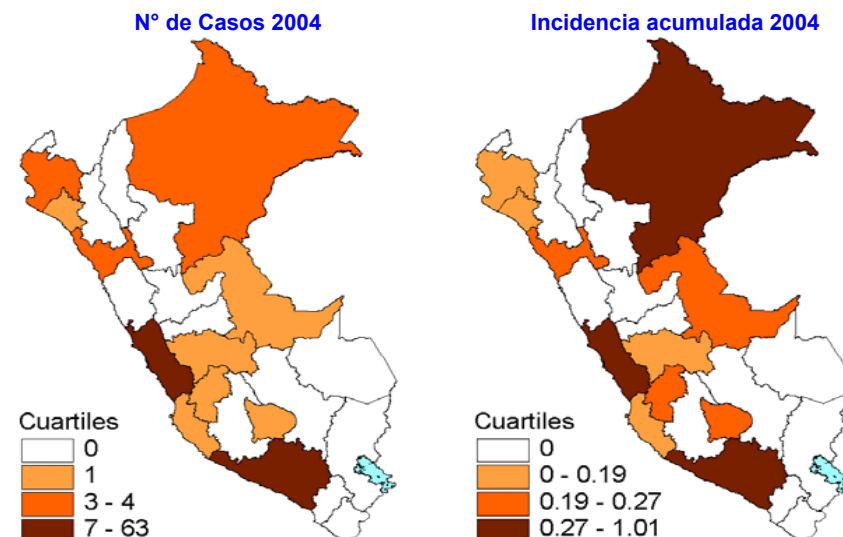 N° de Casos 2004
Cuartiles
0
1
3 - 4
7 - 63
Incidencia acumulada 2004
Cuartiles
0
0 - 0.19
0.19 - 0.27
0.27 - 1.01